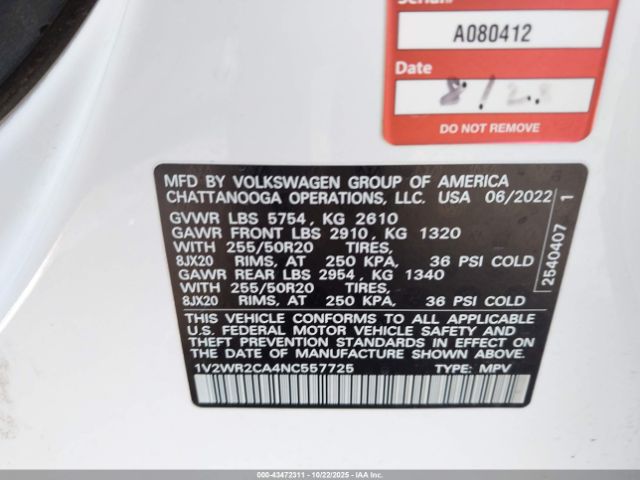 Serial#
A080412
Date
8/2
DO NOT REMOVE
MFD BY VOLKSWAGEN GROUP OF AMERICA
CHATTANOOGA OPERATIONS, LLC. USA 06/2022
GVWR LBS 5754, KG 2610
GAWR FRONT LBS 2910, KG 1320
WITH 255/50R20 TIRES,
8JX20 RIMS, AT 250 KPA, 36 PSI COLD
GAWR REAR LBS 2954, KG 1340
WITH 255/50R20 TIRES,
8JX20 RIMS, AT 250 KPA, 36 PSI COLD
THIS VEHICLE CONFORMS TO ALL APPLICABLE
U.S. FEDERAL MOTOR VEHICLE SAFETY AND
THEFT PREVENTION STANDARDS IN EFFECT ON
THE DATE OF MANUFACTURE SHOWN ABOVE.
1V2WR2CA4NC557725 TYPE: MPV
2540407 1
000-43472311 - 10/22/2025 - IAAI.COM